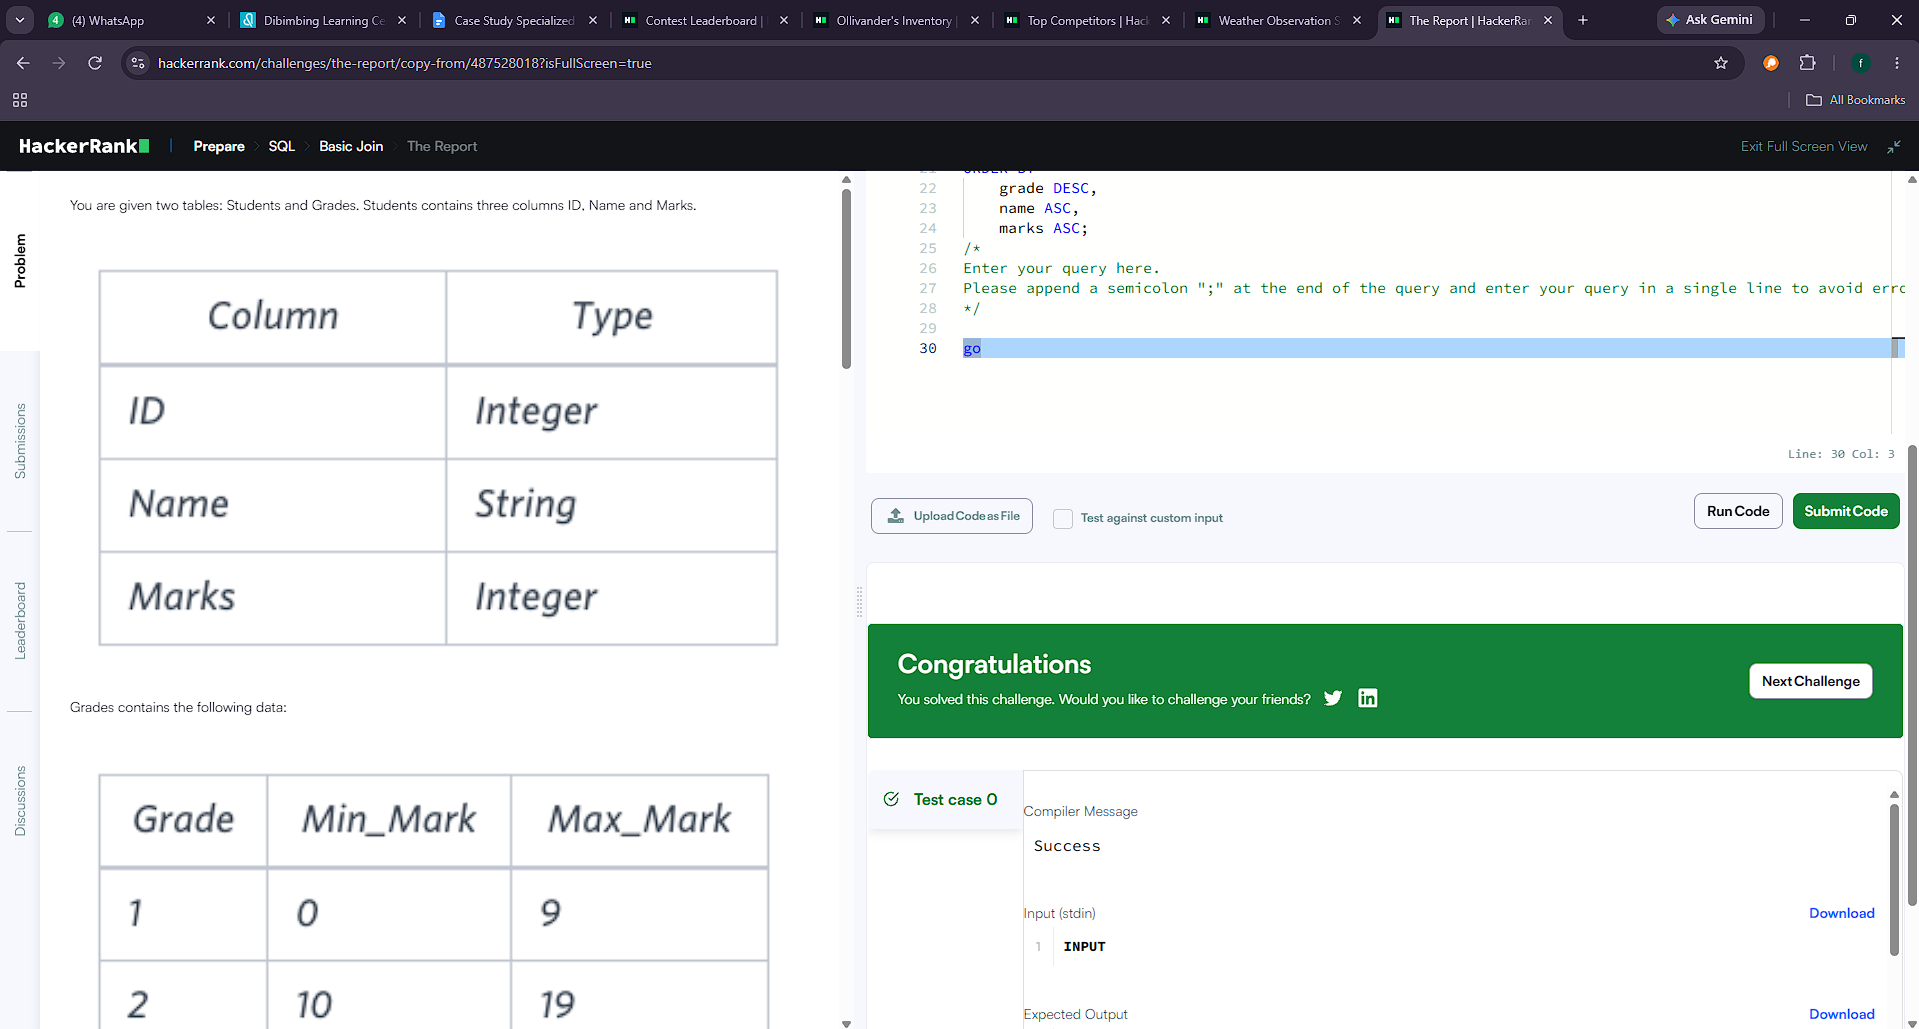 (4) WhatsApp
Dibimbing Learning Ce
Case Study Specialized
Contest Leaderboard |
Ollivander's Inventory |
Top Competitors | Hack
Weather Observation S
The Report | HackerRan
Ask Gemini
hackerrank.com/challenges/the-report/copy-from/487528018?isFullScreen=true
All Bookmarks
HackerRank
Prepare > SQL > Basic Join > The Report
Exit Full Screen View
Problem
Submissions
Leaderboard
Discussions
You are given two tables: Students and Grades. Students contains three columns ID, Name and Marks.
Column Type
ID Integer
Name String
Marks Integer
Grades contains the following data:
Grade Min_Mark Max_Mark
1 0 9
2 10 19
22 grade DESC,
23 name ASC,
24 marks ASC;
25 /*
26 Enter your query here.
27 Please append a semicolon ";" at the end of the query and enter your query in a single line to avoid erro
28 */
29
30 go
Line: 30 Col: 3
Upload Code as File
Test against custom input
Run Code
Submit Code
Congratulations
You solved this challenge. Would you like to challenge your friends?
Next Challenge
Test case 0
Compiler Message
Success
Input (stdin)
Download
1 INPUT
Expected Output
Download